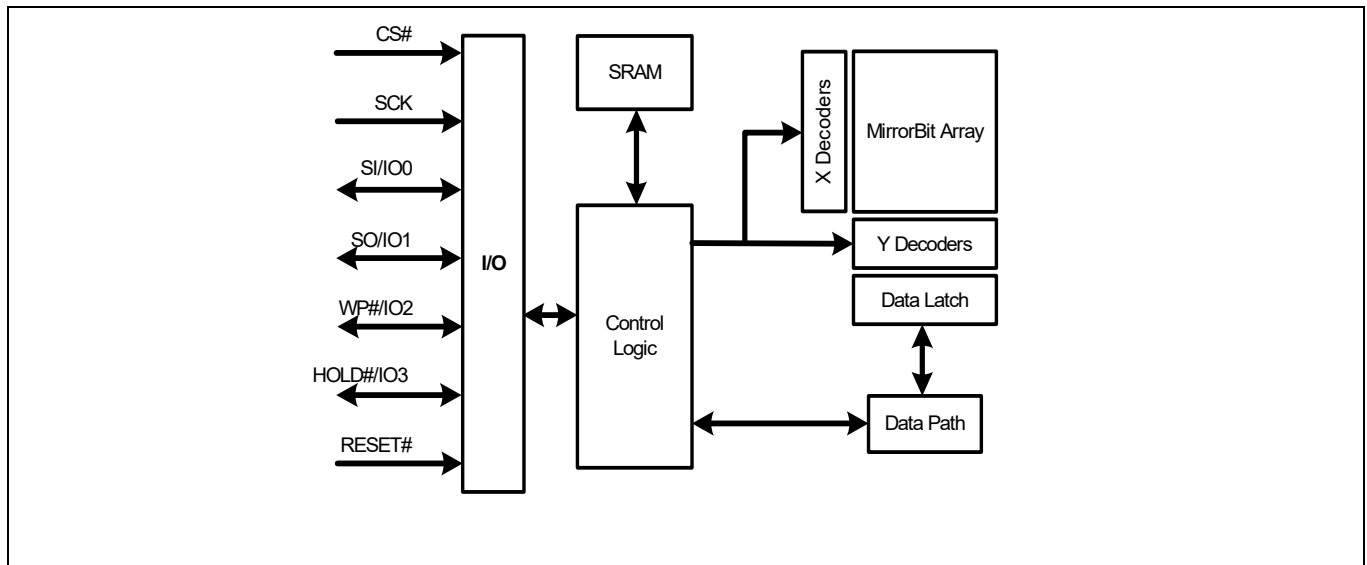 CS#
SCK
SI/IO0
SO/IO1
WP#/IO2
HOLD#/IO3
RESET#
I/O
SRAM
Control
Logic
X Decoders
MirrorBit Array
Y Decoders
Data Latch
Data Path